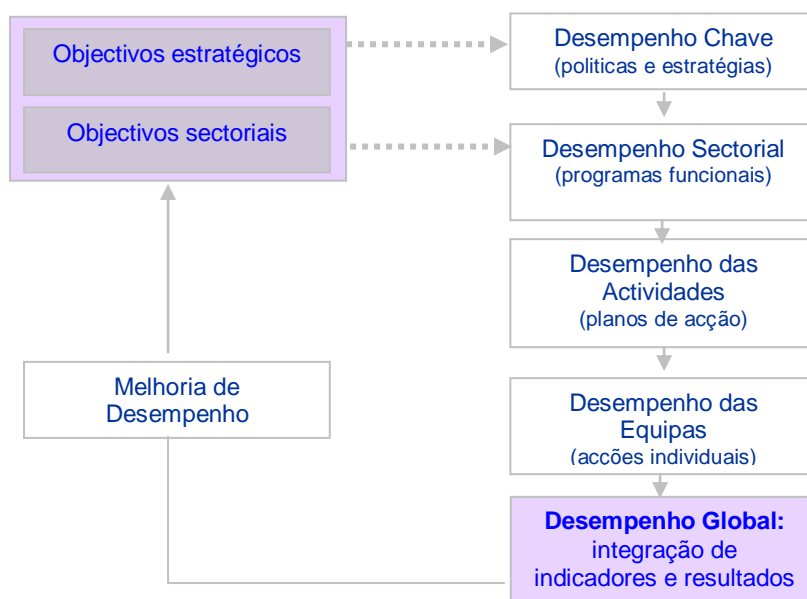 Objectivos estratégicos
Objectivos sectoriais
Desempenho Chave
(politicas e estratégias)
Desempenho Sectorial
(programas funcionais)
Desempenho das
Actividades
(planos de acção)
Melhoria de
Desempenho
Desempenho das
Equipas
(acções individuais)
Desempenho Global:
integração de
indicadores e resultados